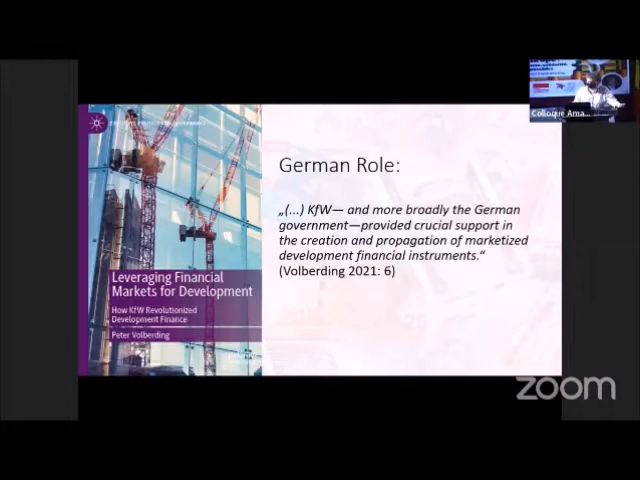 Colloque Ama...
German Role:
„(...) KfW— and more broadly the German
government—provided crucial support in
the creation and propagation of marketized
development financial instruments.“
(Volberding 2021: 6)
Leveraging Financial
Markets for Development
How KfW Revolutionized
Development Finance
Peter Volberding
zoom